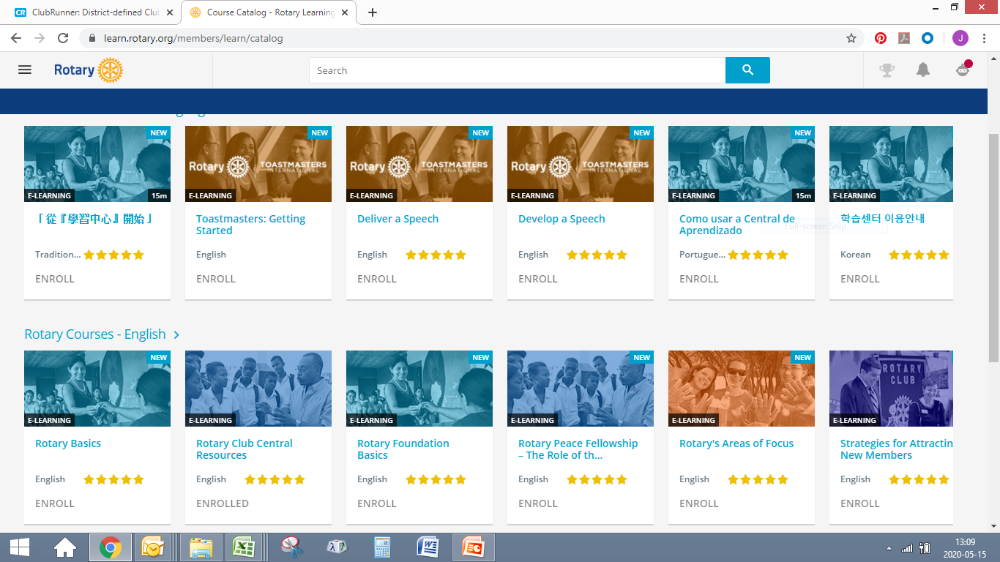 ClubRunner: District-defined Club
Course Catalog - Rotary Learning
learn.rotary.org/members/learn/catalog
J
Rotary
Search
NEW
E-LEARNING
15m
「從『學習中心』開始」
Tradition...
ENROLL
NEW
Rotary TOASTMASTERS INTERNATIONAL
E-LEARNING
Toastmasters: Getting
Started
English
ENROLL
NEW
Rotary TOASTMASTERS INTERNATIONAL
E-LEARNING
Deliver a Speech
English
ENROLL
NEW
Rotary TOASTMASTERS INTERNATIONAL
E-LEARNING
Develop a Speech
English
ENROLL
NEW
E-LEARNING
15m
Como usar a Central de
Aprendizado
Portugue...
ENROLL
E-LEARNING
학습센터 이용안내
Full-screen Snip
Korean
ENROLL
Rotary Courses - English
NEW
E-LEARNING
Rotary Basics
English
ENROLL
E-LEARNING
Rotary Club Central
Resources
English
ENROLLED
NEW
E-LEARNING
Rotary Foundation
Basics
English
ENROLL
NEW
E-LEARNING
Rotary Peace Fellowship
– The Role of th...
English
ENROLL
NEW
E-LEARNING
Rotary's Areas of Focus
English
ENROLL
ROTARY
CLUB
E-LEARNING
Strategies for Attractin
New Members
English
ENROLL
13:09
2020-05-15